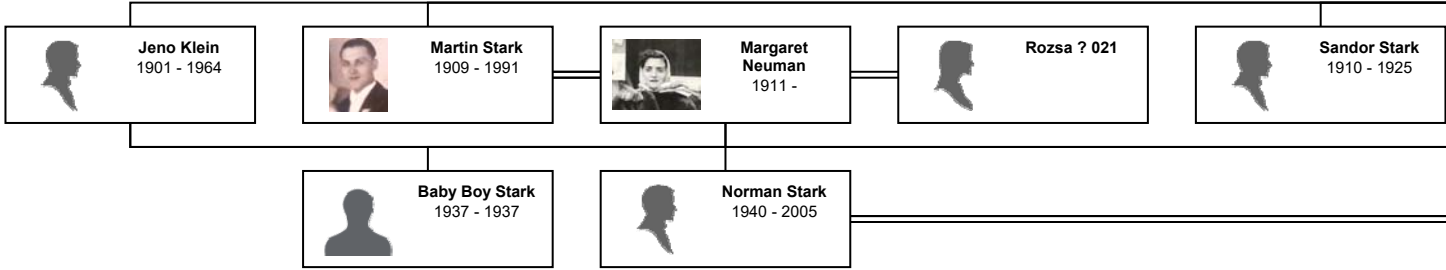 Jeno Klein
1901 - 1964
Martin Stark
1909 - 1991
Margaret
Neuman
1911 -
Rozsa ? 021
Sandor Stark
1910 - 1925
Baby Boy Stark
1937 - 1937
Norman Stark
1940 - 2005